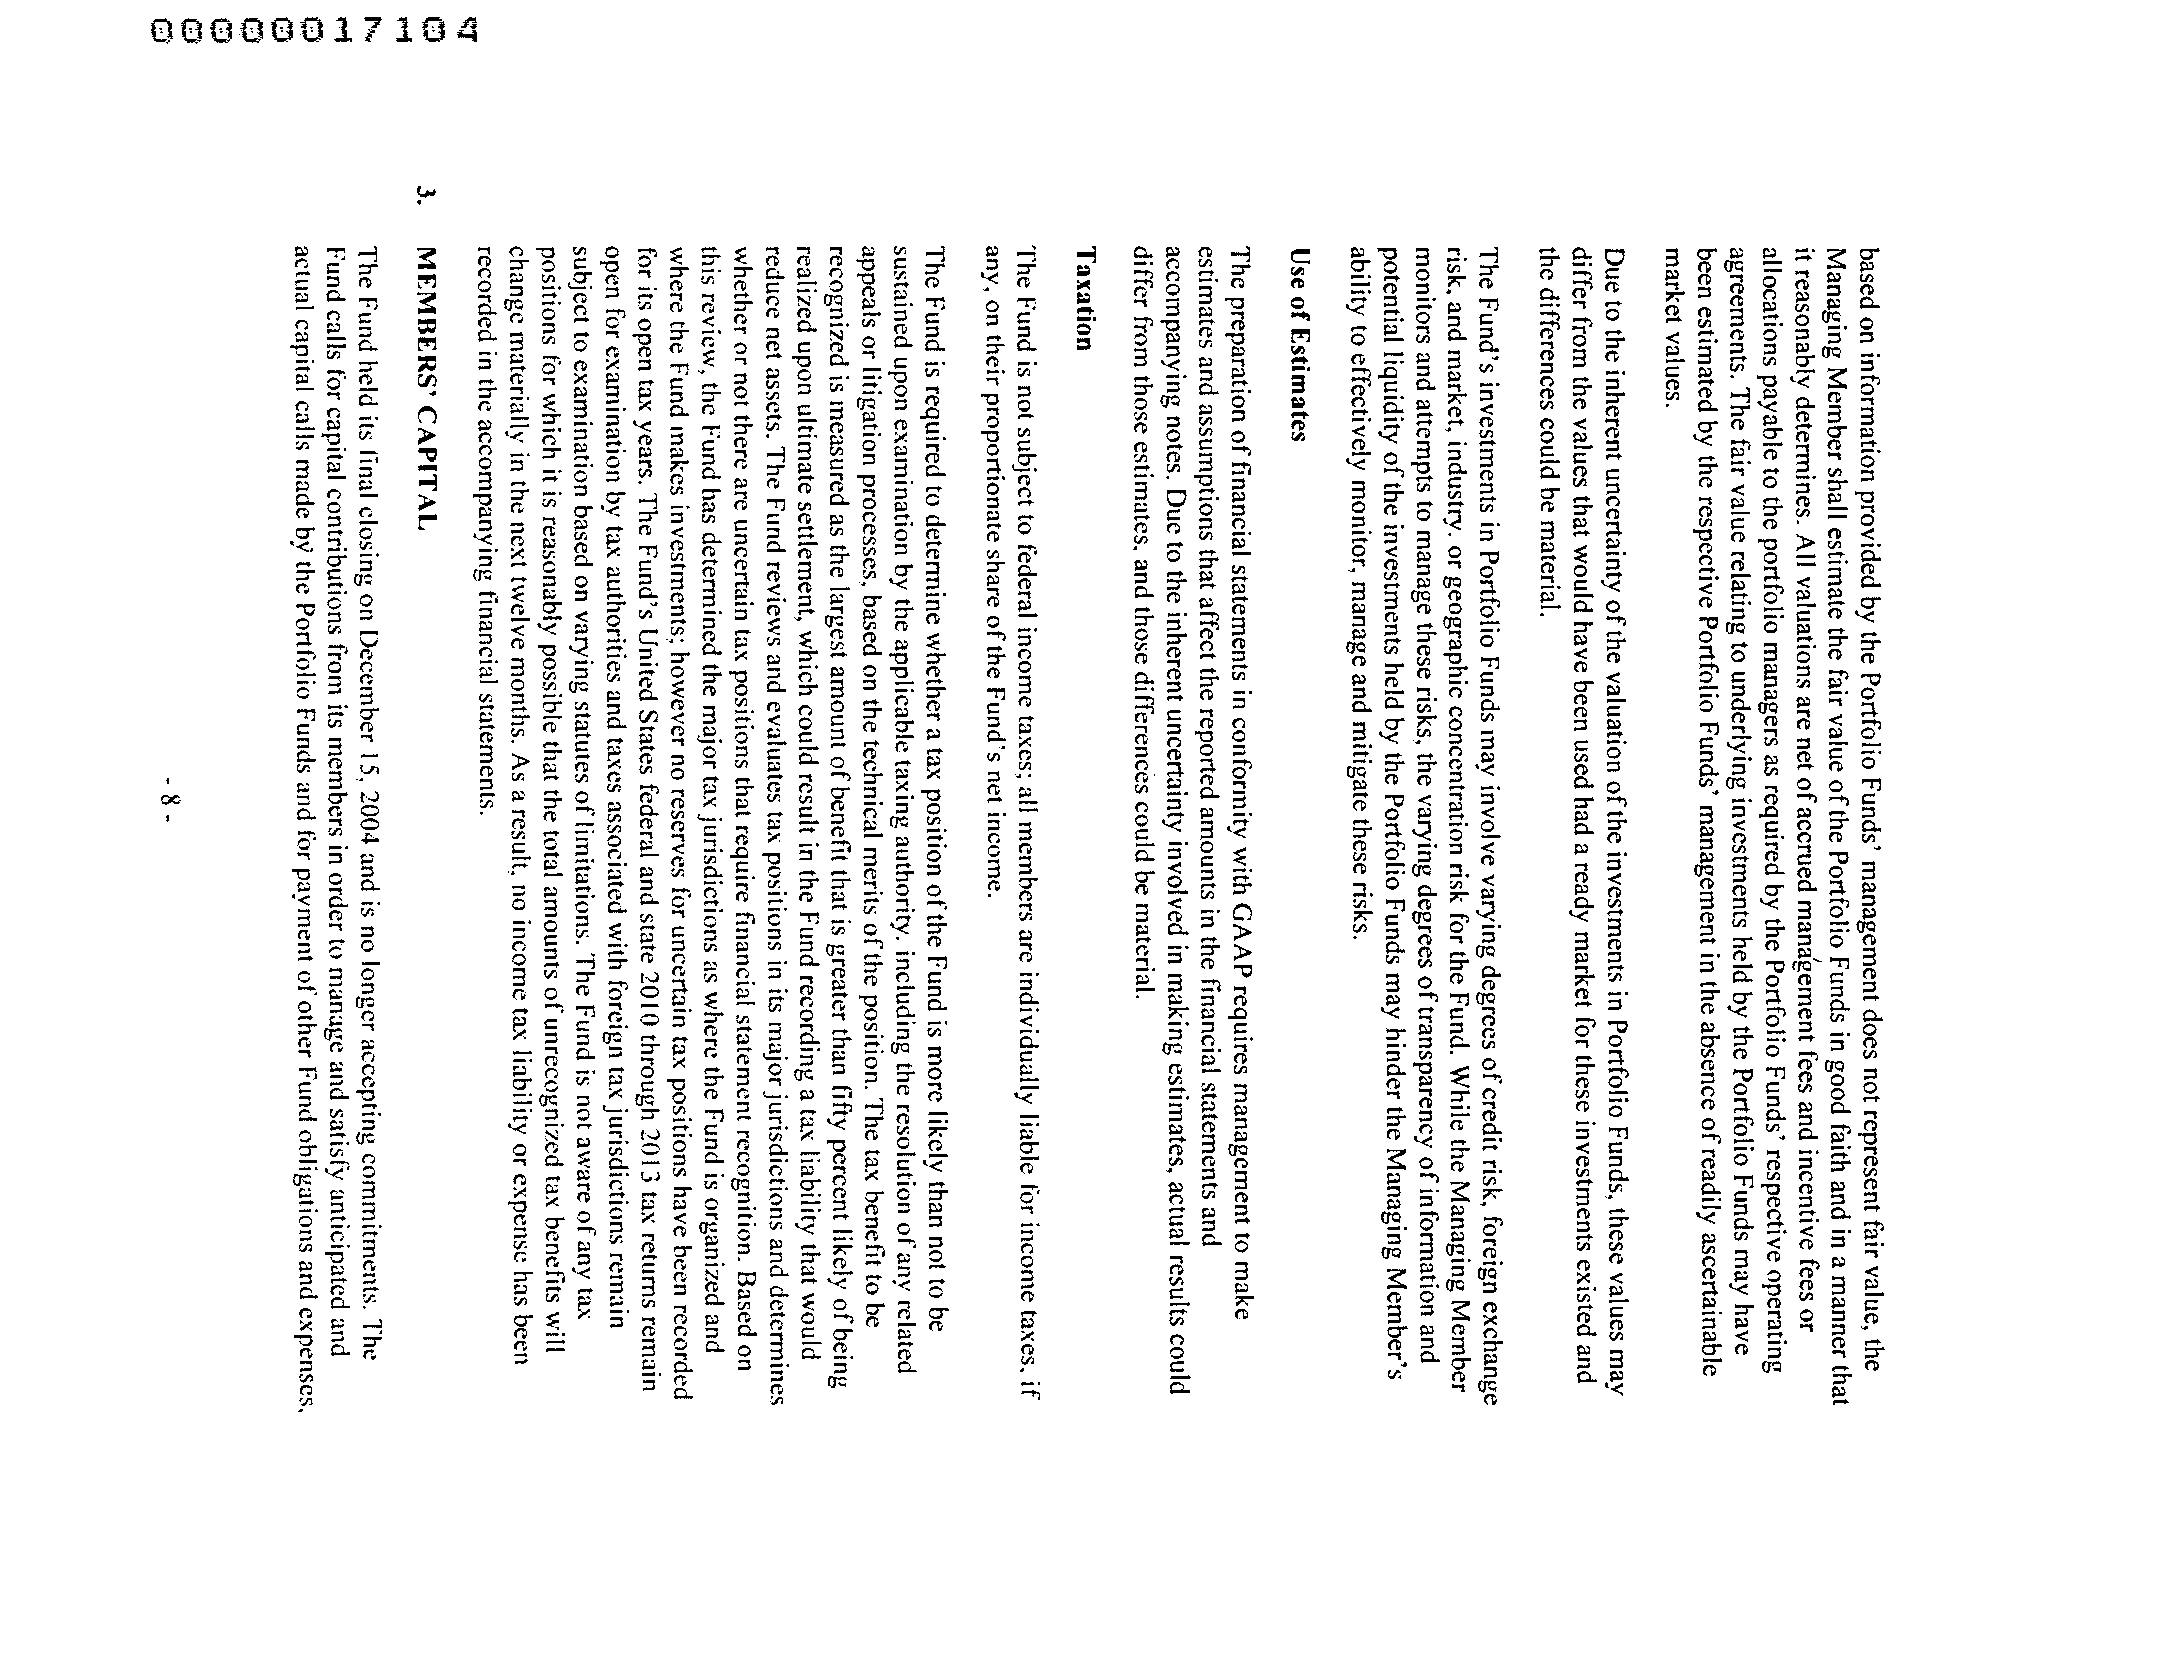 00000017104
based on information provided by the Portfolio Funds' management does not represent fair value, the
Managing Member shall estimate the fair value of the Portfolio Funds in good faith and in a manner that
it reasonably determines. All valuations are net of accrued management fees and incentive fees or
allocations payable to the portfolio managers as required by the Portfolio Funds' respective operating
agreements. The fair value relating to underlying investments held by the Portfolio Funds may have
been estimated by the respective Portfolio Funds' management in the absence of readily ascertainable
market values.
Due to the inherent uncertainty of the valuation of the investments in Portfolio Funds, these values may
differ from the values that would have been used had a ready market for these investments existed and
the differences could be material.
The Fund's investments in Portfolio Funds may involve varying degrees of credit risk, foreign exchange
risk, and market, industry, or geographic concentration risk for the Fund. While the Managing Member
monitors and attempts to manage these risks, the varying degrees of transparency of information and
potential liquidity of the investments held by the Portfolio Funds may hinder the Managing Member's
ability to effectively monitor, manage and mitigate these risks.
Use of Estimates
The preparation of financial statements in conformity with GAAP requires management to make
estimates and assumptions that affect the reported amounts in the financial statements and
accompanying notes. Due to the inherent uncertainty involved in making estimates, actual results could
differ from those estimates, and those differences could be material.
Taxation
The Fund is not subject to federal income taxes; all members are individually liable for income taxes, if
any, on their proportionate share of the Fund's net income.
The Fund is required to determine whether a tax position of the Fund is more likely than not to be
sustained upon examination by the applicable taxing authority, including the resolution of any related
appeals or litigation processes, based on the technical merits of the position. The tax benefit to be
recognized is measured as the largest amount of benefit that is greater than fifty percent likely of being
realized upon ultimate settlement, which could result in the Fund recording a tax liability that would
reduce net assets. The Fund reviews and evaluates tax positions in its major jurisdictions and determines
whether or not there are uncertain tax positions that require financial statement recognition. Based on
this review, the Fund has determined the major tax jurisdictions as where the Fund is organized and
where the Fund makes investments; however no reserves for uncertain tax positions have been recorded
for its open tax years. The Fund's United States federal and state 2010 through 2013 tax returns remain
open for examination by tax authorities and taxes associated with foreign tax jurisdictions remain
subject to examination based on varying statutes of limitations. The Fund is not aware of any tax
positions for which it is reasonably possible that the total amounts of unrecognized tax benefits will
change materially in the next twelve months. As a result, no income tax liability or expense has been
recorded in the accompanying financial statements.
3. MEMBERS' CAPITAL
The Fund held its final closing on December 15, 2004 and is no longer accepting commitments. The
Fund calls for capital contributions from its members in order to manage and satisfy anticipated and
actual capital calls made by the Portfolio Funds and for payment of other Fund obligations and expenses.
- 8 -